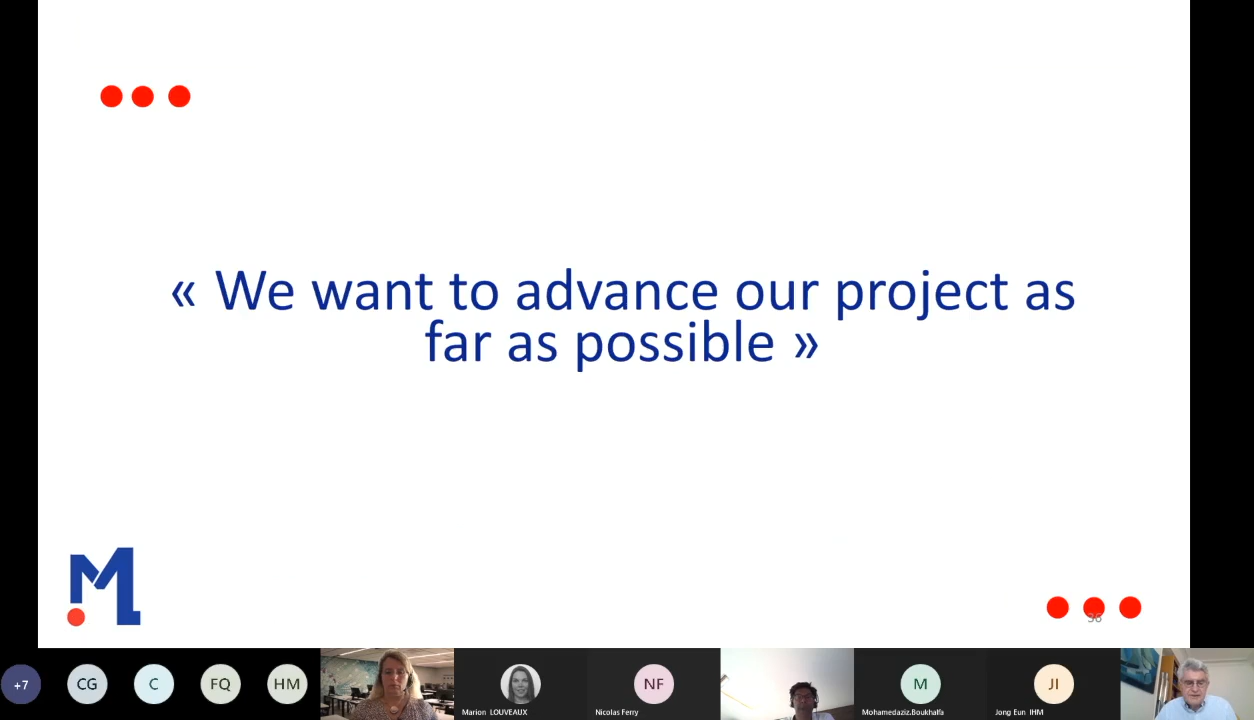 « We want to advance our project as
far as possible »
M
36
+7
CG
C
FQ
HM
Marion LOUVEAUX
NF
Nicolas Ferry
M
Mohamedaziz.Boukhalfa
JI
Jong Eun IHM